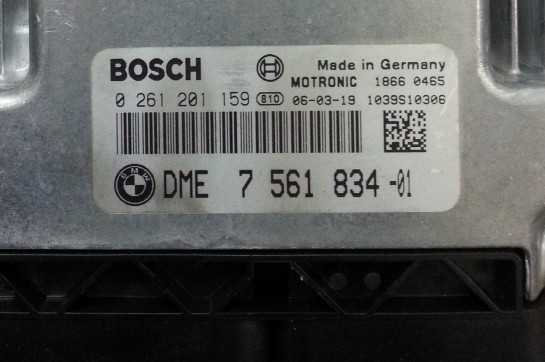 BOSCH Made in Germany
MOTRONIC 1866 0465
0 261 201 159 810 06-03-19 1039S10306
BMW DME 7 561 834 -01